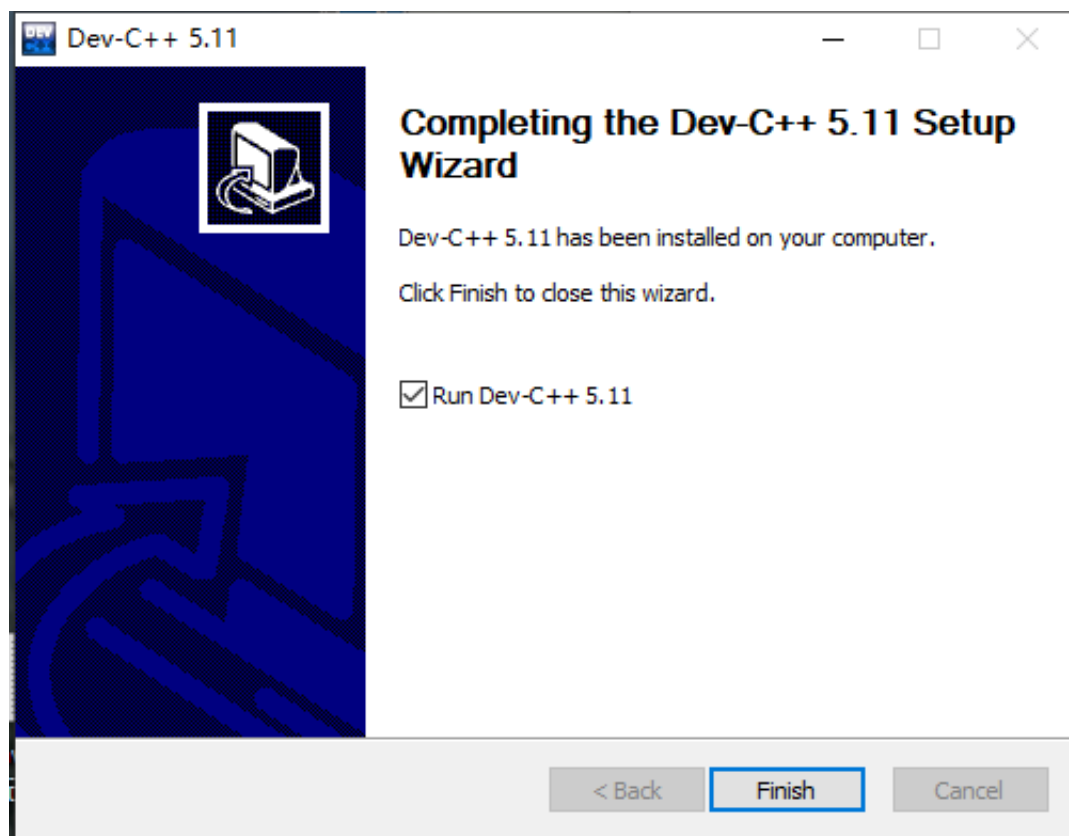 Dev-C++ 5.11
Completing the Dev-C++ 5.11 Setup
Wizard
Dev-C++ 5.11 has been installed on your computer.
Click Finish to close this wizard.
Run Dev-C++ 5.11
< Back
Finish
Cancel